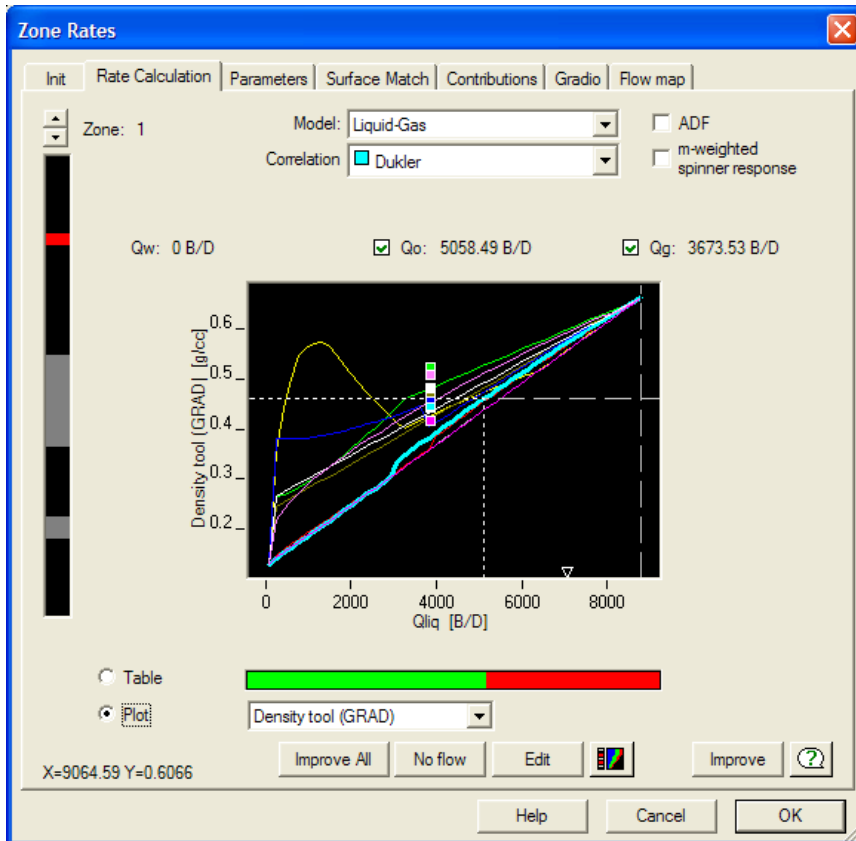 Zone Rates
Init Rate Calculation Parameters Surface Match Contributions Gradio Flow map
Zone: 1
Model: Liquid-Gas
ADF
Correlation Dukler
m-weighted
spinner response
Qw: 0 B/D Qo: 5058.49 B/D Qg: 3673.53 B/D
Density tool (GRAD) [g/cc]
0.6
0.5
0.4
0.3
0.2
0 2000 4000 6000 8000
Qliq [B/D]
Table
Plot
Density tool (GRAD)
X=9064.59 Y=0.6066
Improve All No flow Edit Improve ?
Help Cancel OK